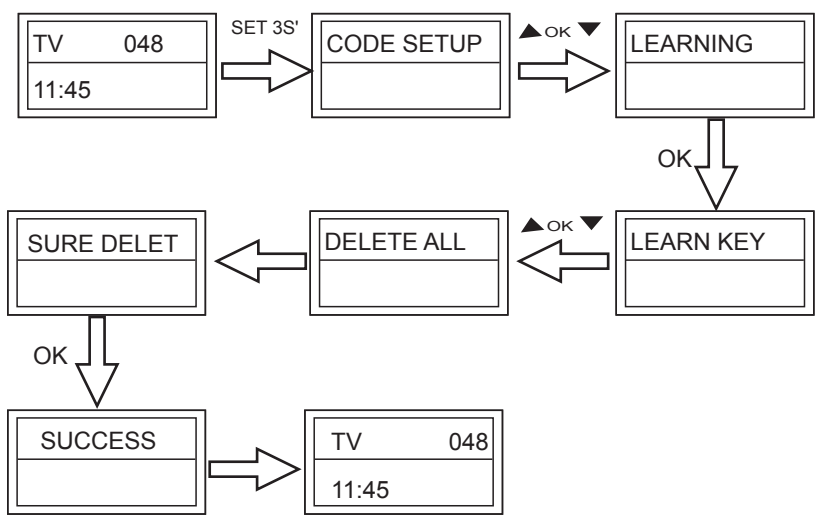 TV 048
11:45
SET 3S'
CODE SETUP
▲OK▼
LEARNING
OK
LEARN KEY
▲OK▼
DELETE ALL
SURE DELET
OK
SUCCESS
TV 048
11:45